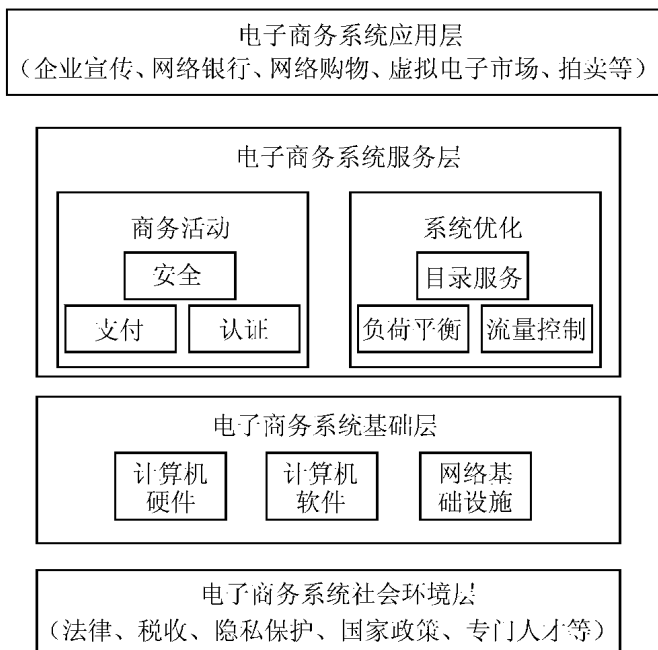 电子商务系统应用层
（企业宣传、网络银行、网络购物、虚拟电子市场、拍卖等）
电子商务系统服务层
商务活动
安全
支付
认证
系统优化
目录服务
负荷平衡
流量控制
电子商务系统基础层
计算机
硬件
计算机
软件
网络基
础设施
电子商务系统社会环境层
（法律、税收、隐私保护、国家政策、专门人才等）